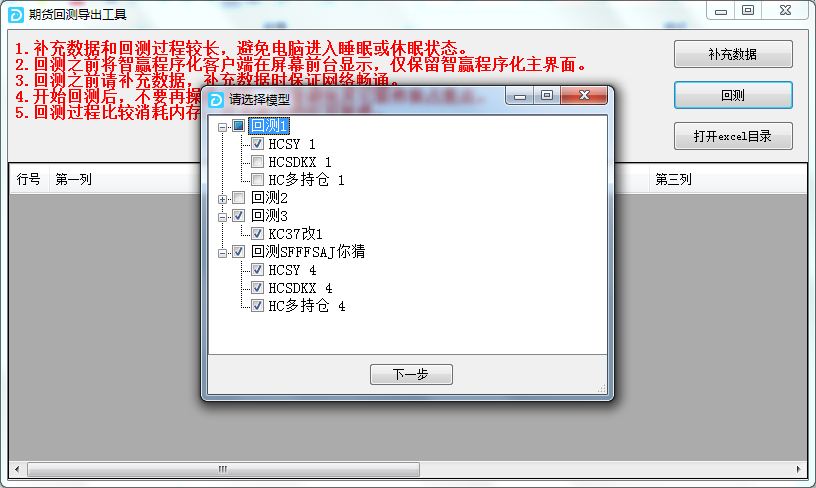 期货回测导出工具
1.补充数据和回测过程较长，避免电脑进入睡眠或休眠状态。
2.回测之前将智赢程序化客户端在屏幕前台显示，仅保留智赢程序化主界面。
3.回测之前请补充数据，补充数据时保证网络畅通。
4.开始回测后，不要再操
5.回测过程比较消耗内存
补充数据
回测
打开excel目录
行号 第一列 第三列
请选择模型
回测1
HCSY 1
HCSDKX 1
HC多持仓 1
回测2
回测3
KC37改1
回测SFFFSAJ你猜
HCSY 4
HCSDKX 4
HC多持仓 4
下一步